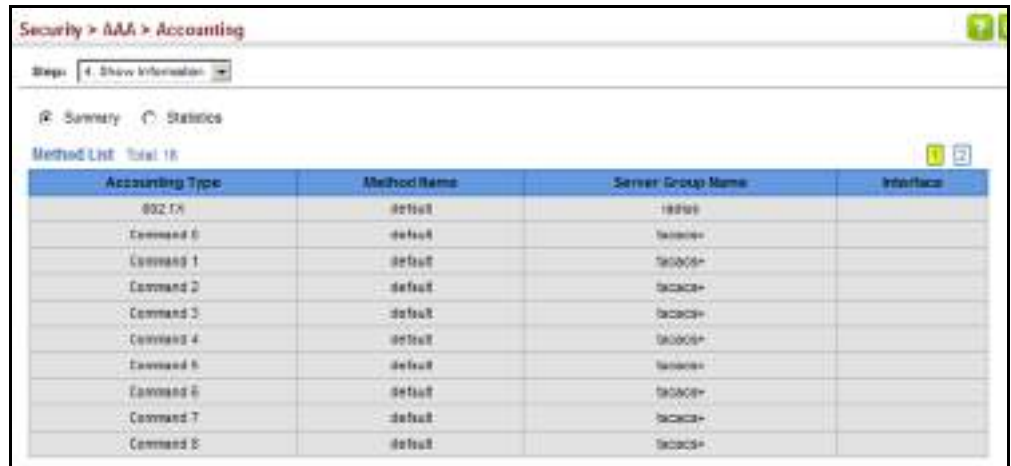 Security > AAA > Accounting
?
Step: 4. Show Information
Summary Statistics
Method List Total: 18
1 2
Accounting Type Method Name Server Group Name Interface
802.1X default radius
Command 0 default tacacs+
Command 1 default tacacs+
Command 2 default tacacs+
Command 3 default tacacs+
Command 4 default tacacs+
Command 5 default tacacs+
Command 6 default tacacs+
Command 7 default tacacs+
Command 8 default tacacs+